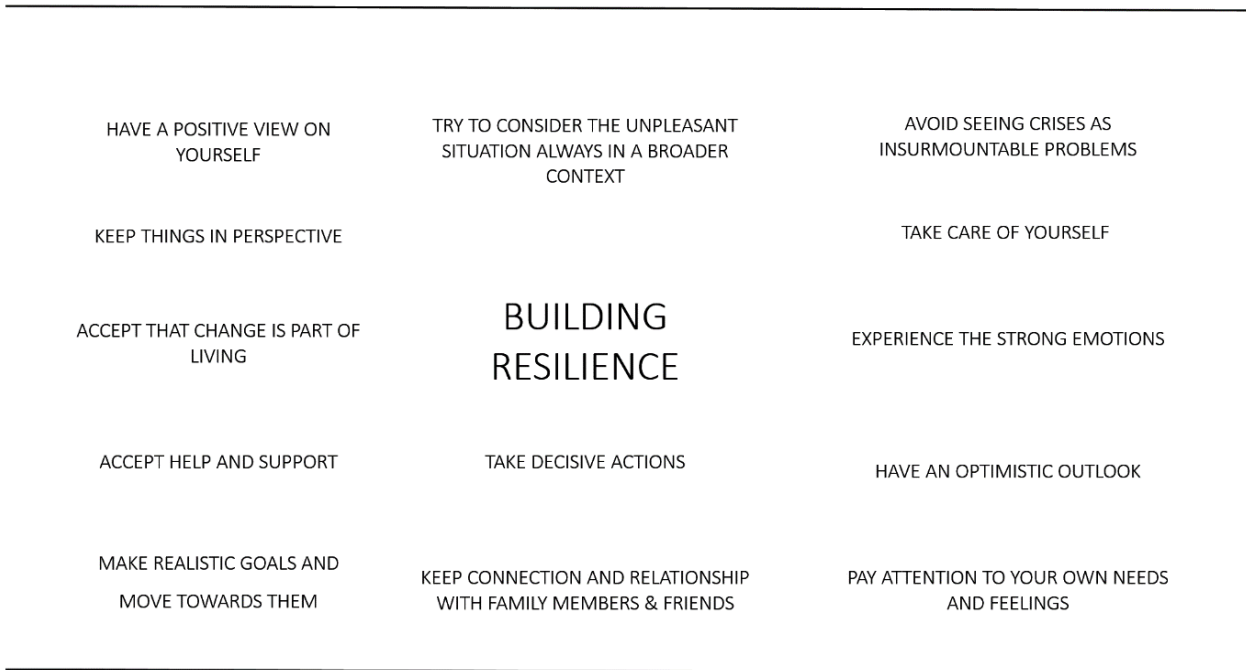 HAVE A POSITIVE VIEW ON
YOURSELF
TRY TO CONSIDER THE UNPLEASANT
SITUATION ALWAYS IN A BROADER
CONTEXT
AVOID SEEING CRISES AS
INSURMOUNTABLE PROBLEMS
KEEP THINGS IN PERSPECTIVE
TAKE CARE OF YOURSELF
ACCEPT THAT CHANGE IS PART OF
LIVING
BUILDING
RESILIENCE
EXPERIENCE THE STRONG EMOTIONS
ACCEPT HELP AND SUPPORT
TAKE DECISIVE ACTIONS
HAVE AN OPTIMISTIC OUTLOOK
MAKE REALISTIC GOALS AND
MOVE TOWARDS THEM
KEEP CONNECTION AND RELATIONSHIP
WITH FAMILY MEMBERS & FRIENDS
PAY ATTENTION TO YOUR OWN NEEDS
AND FEELINGS